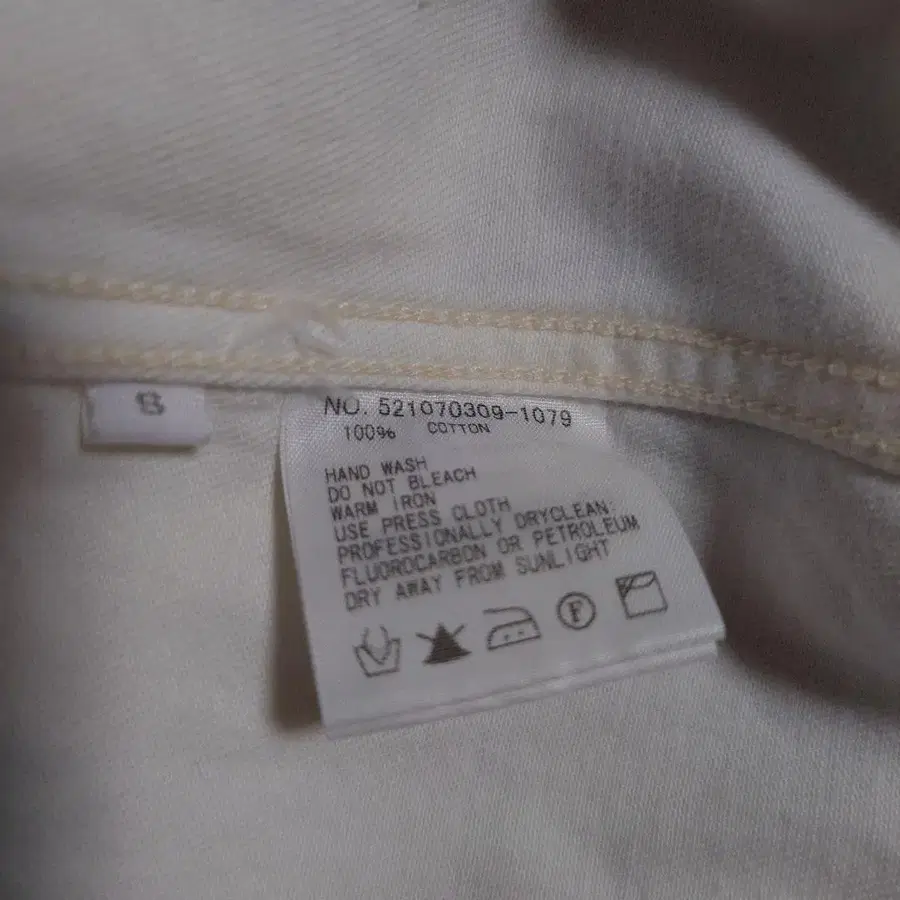 NO. 521070309-1079
100% COTTON
HAND WASH
DO NOT BLEACH
WARM IRON
USE PRESS CLOTH
PROFESSIONALLY DRYCLEAN:
FLUOROCARBON OR PETROLEUM
DRY AWAY FROM SUNLIGHT
F